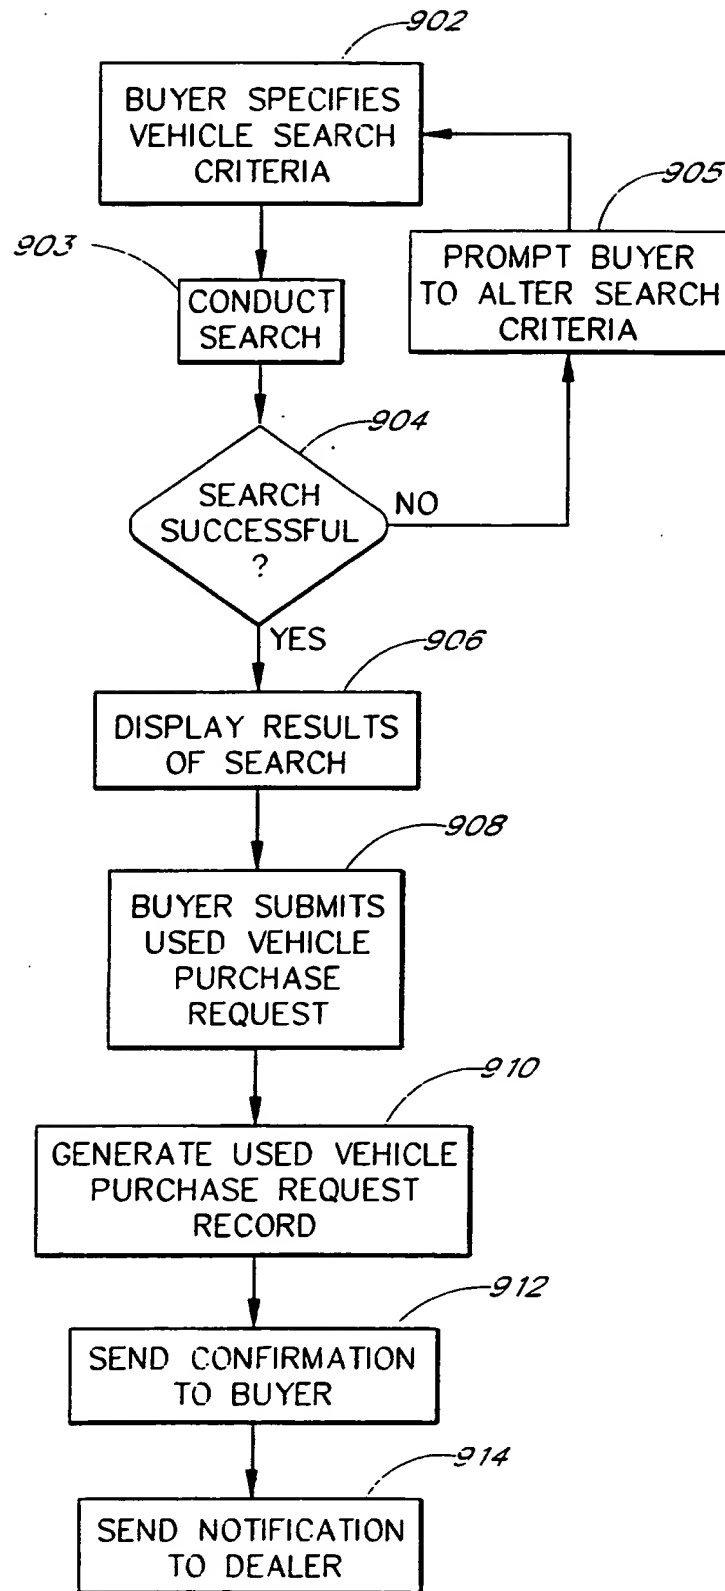 902
BUYER SPECIFIES
VEHICLE SEARCH
CRITERIA
905
PROMPT BUYER
TO ALTER SEARCH
CRITERIA
903
CONDUCT
SEARCH
904
SEARCH
SUCCESSFUL
?
NO
YES
906
DISPLAY RESULTS
OF SEARCH
908
BUYER SUBMITS
USED VEHICLE
PURCHASE
REQUEST
910
GENERATE USED VEHICLE
PURCHASE REQUEST
RECORD
912
SEND CONFIRMATION
TO BUYER
914
SEND NOTIFICATION
TO DEALER